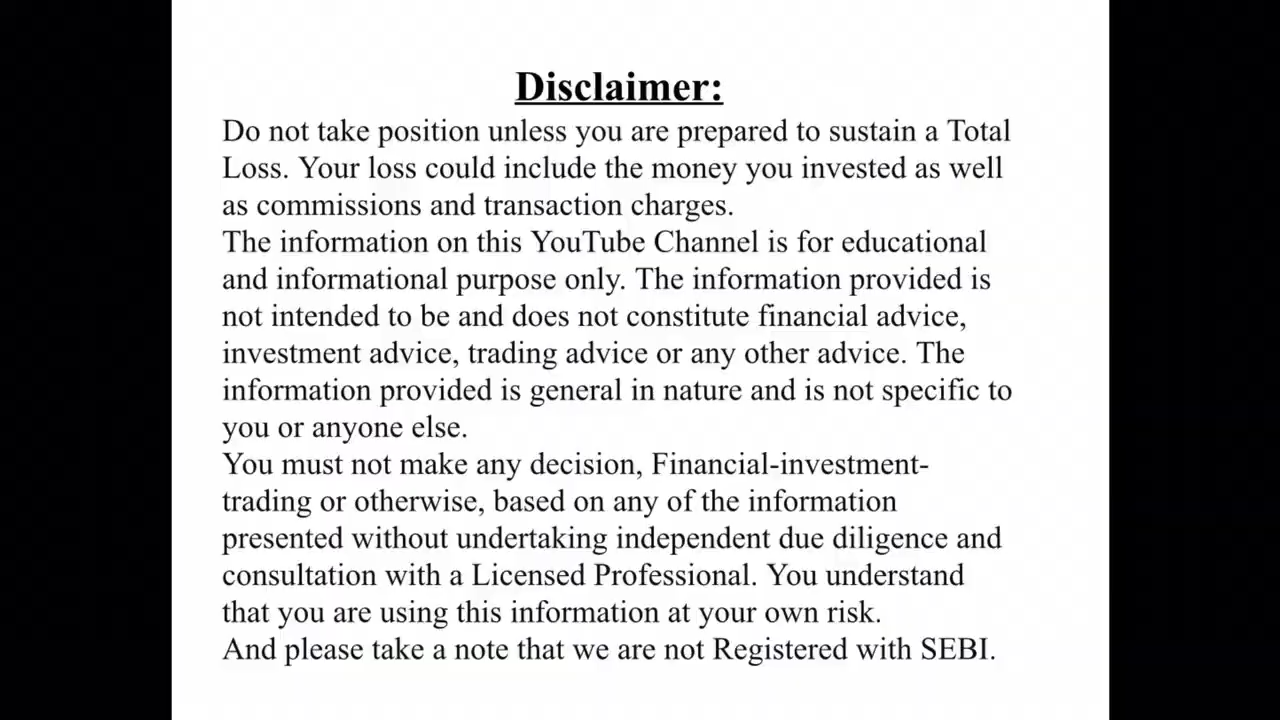 Disclaimer:
Do not take position unless you are prepared to sustain a Total
Loss. Your loss could include the money you invested as well
as commissions and transaction charges.
The information on this YouTube Channel is for educational
and informational purpose only. The information provided is
not intended to be and does not constitute financial advice,
investment advice, trading advice or any other advice. The
information provided is general in nature and is not specific to
you or anyone else.
You must not make any decision, Financial-investment-
trading or otherwise, based on any of the information
presented without undertaking independent due diligence and
consultation with a Licensed Professional. You understand
that you are using this information at your own risk.
And please take a note that we are not Registered with SEBI.